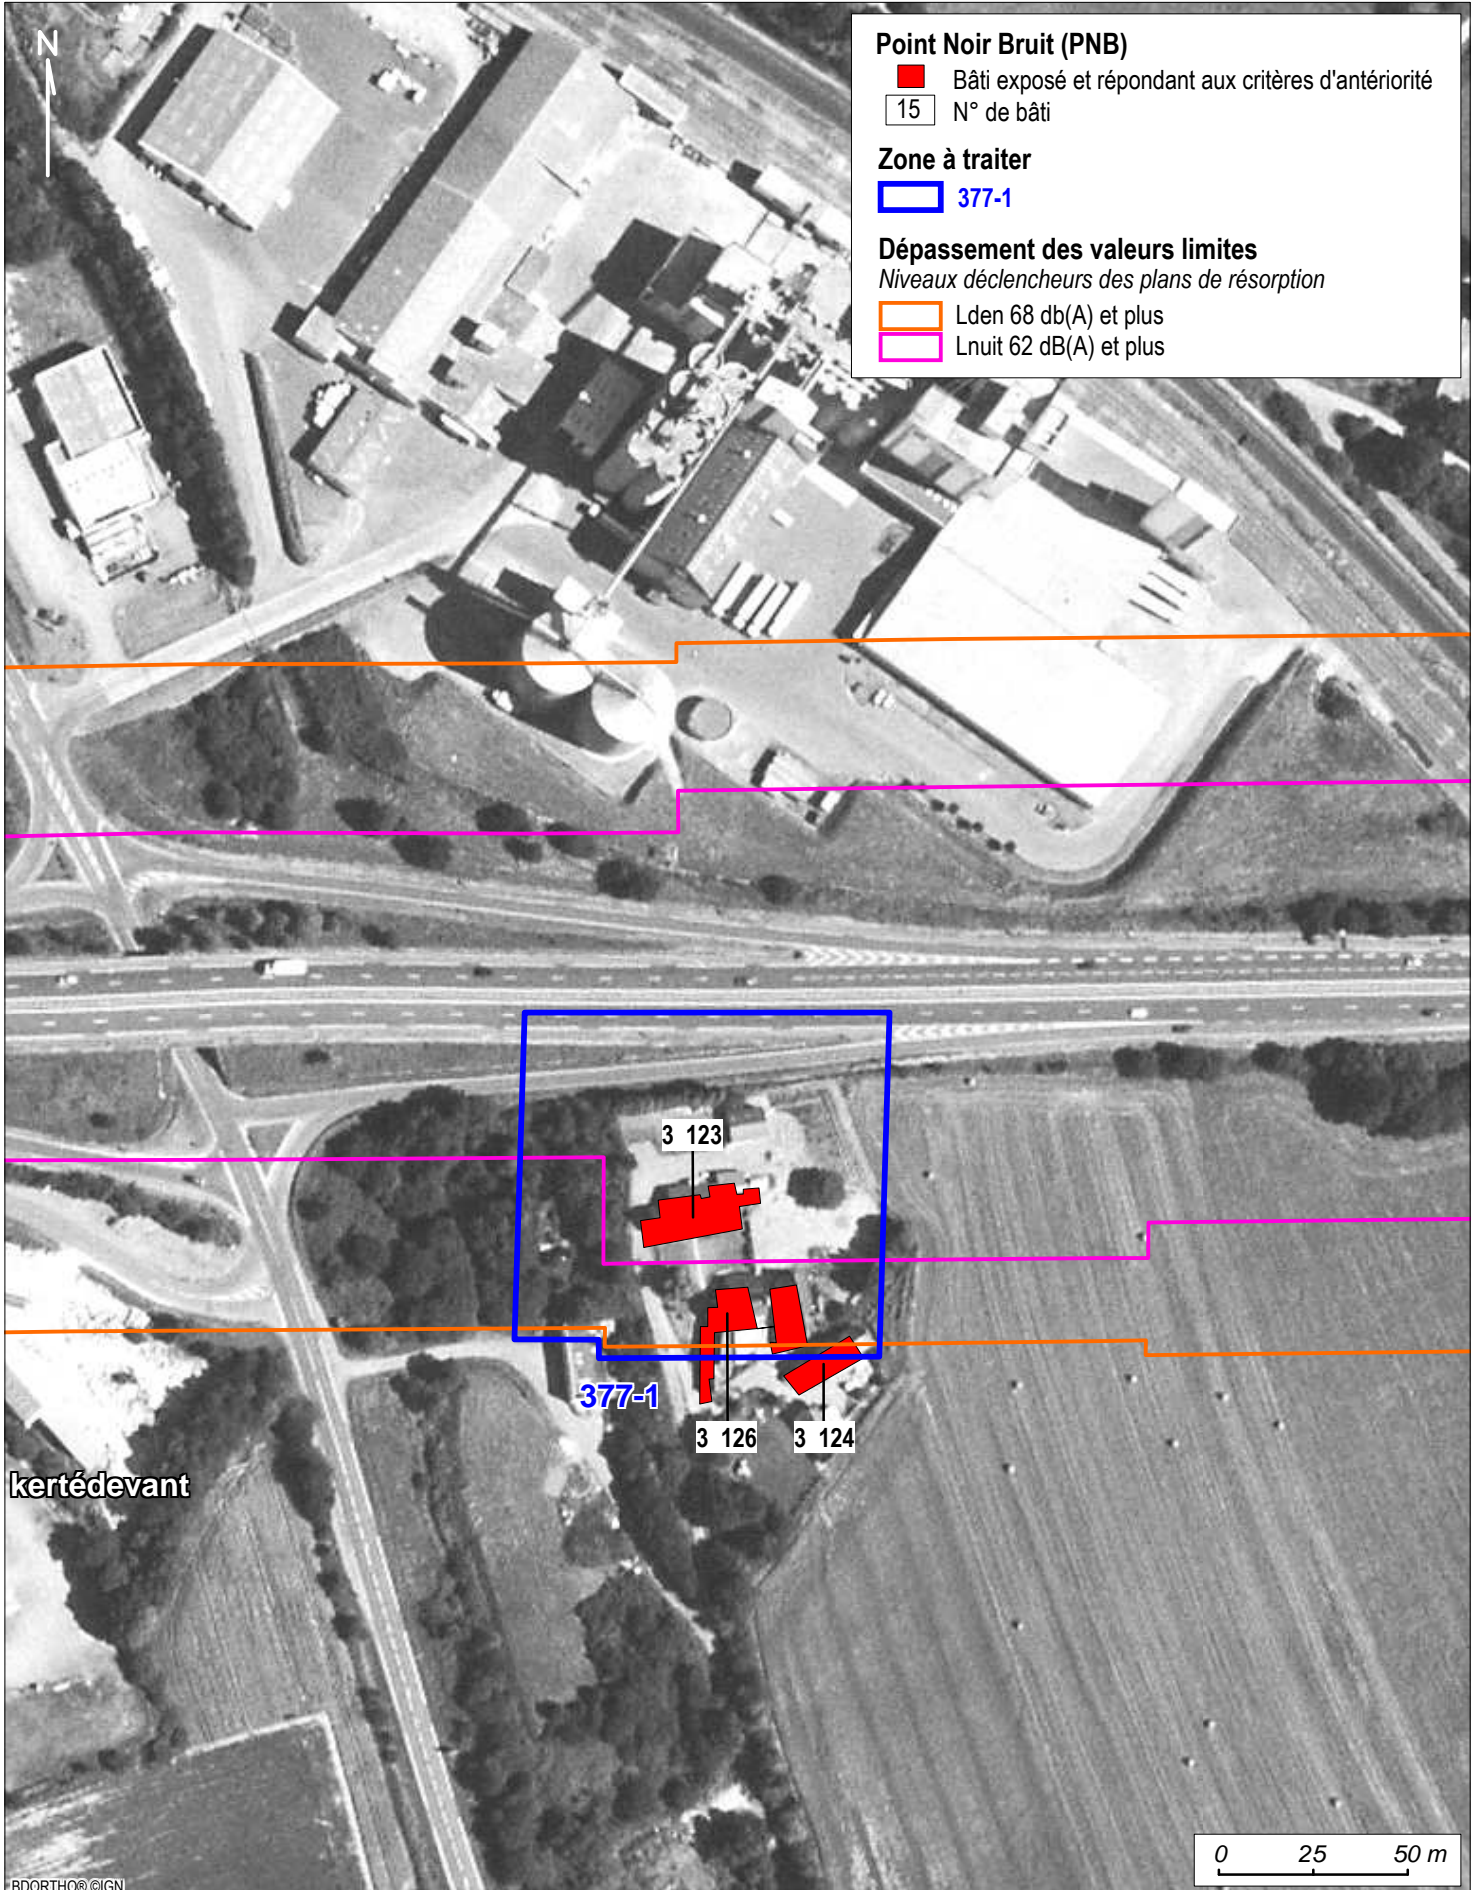 N
Point Noir Bruit (PNB)
Bâti exposé et répondant aux critères d'antériorité
15 N° de bâti
Zone à traiter
377-1
Dépassement des valeurs limites
Niveaux déclencheurs des plans de résorption
Lden 68 db(A) et plus
Lnuit 62 dB(A) et plus
3 123
377-1
3 126 3 124
kertédevant
0 25 50 m
BDORTHO® ©IGN